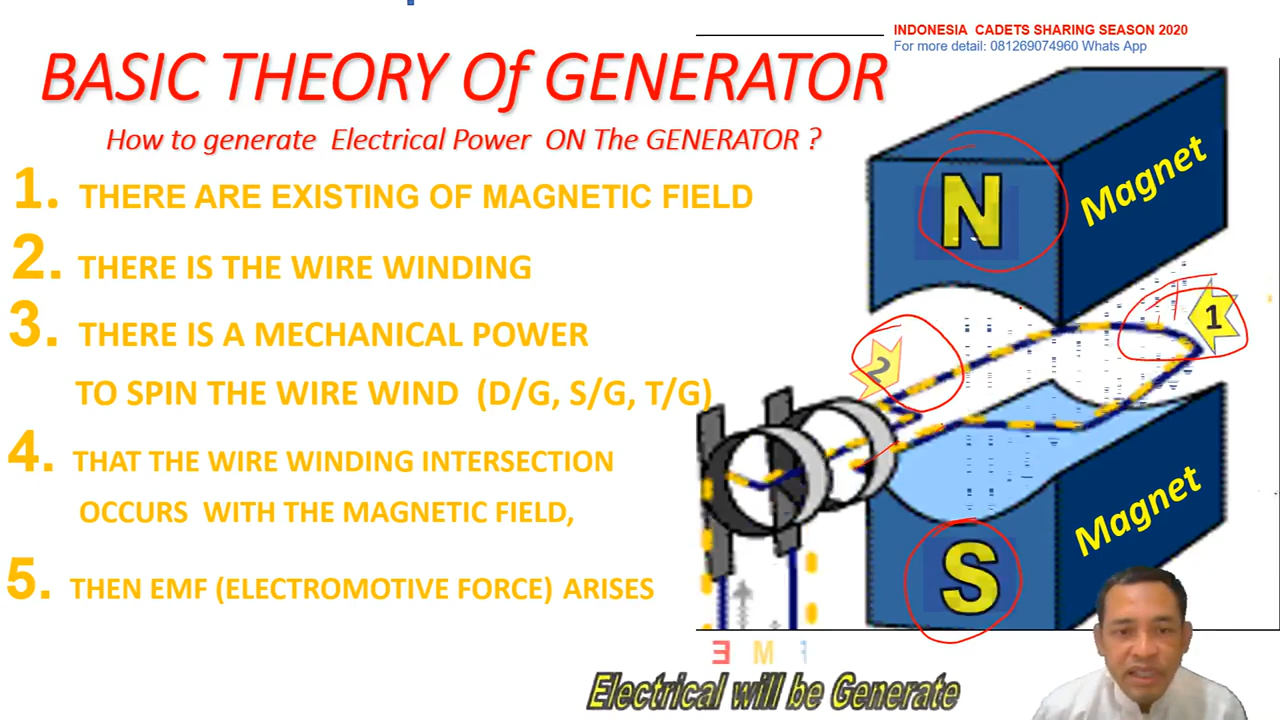 INDONESIA CADETS SHARING SEASON 2020
For more detail: 081269074960 Whats App
BASIC THEORY Of GENERATOR
How to generate Electrical Power ON The GENERATOR ?
1. THERE ARE EXISTING OF MAGNETIC FIELD
2. THERE IS THE WIRE WINDING
3. THERE IS A MECHANICAL POWER
TO SPIN THE WIRE WIND (D/G, S/G, T/G)
4. THAT THE WIRE WINDING INTERSECTION
OCCURS WITH THE MAGNETIC FIELD,
5. THEN EMF (ELECTROMOTIVE FORCE) ARISES
N
Magnet
1
2
Magnet
S
E M F
Electrical will be Generate